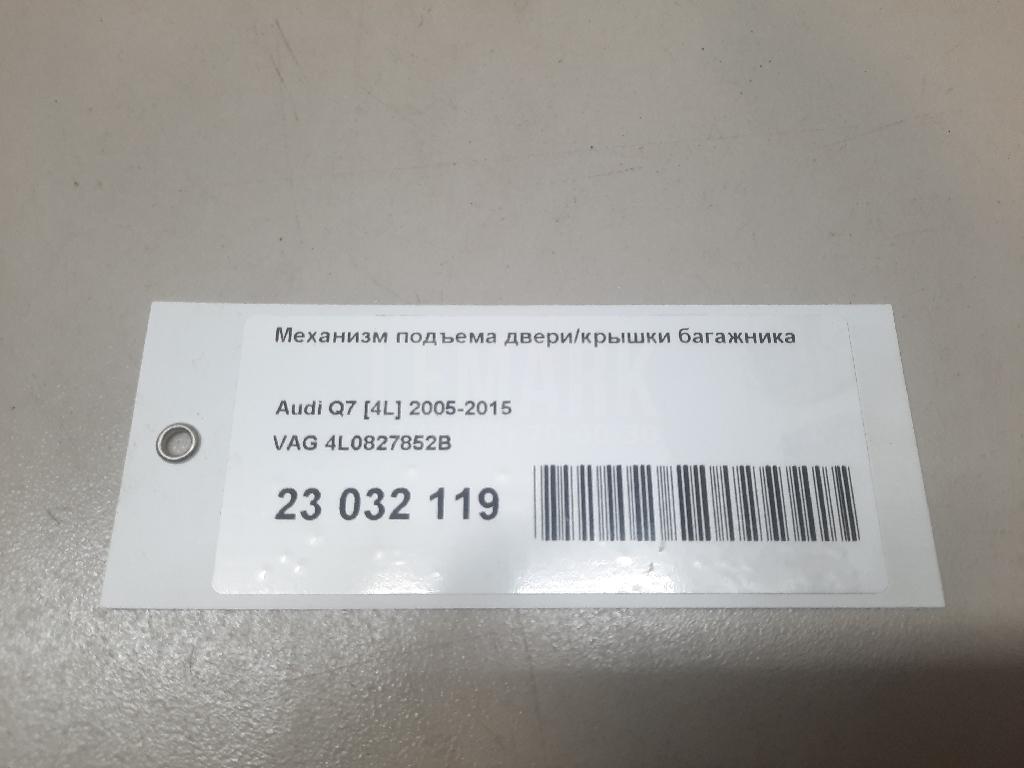 Механизм подъема двери/крышки багажника
Audi Q7 [4L] 2005-2015
VAG 4L0827852B
23 032 119